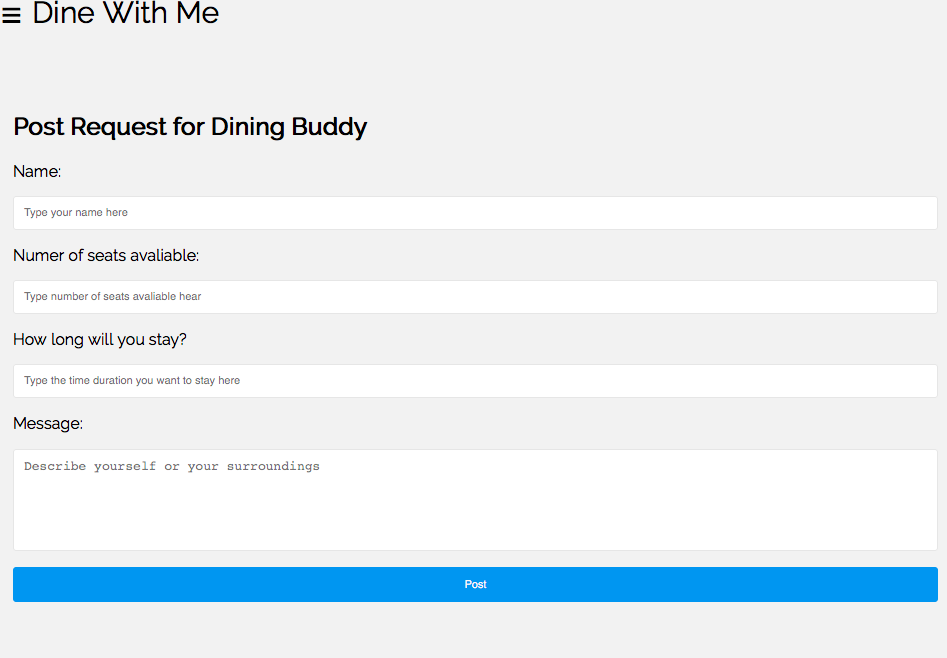 Dine With Me
Post Request for Dining Buddy
Name:
Type your name here
Numer of seats avaliable:
Type number of seats avaliable hear
How long will you stay?
Type the time duration you want to stay here
Message:
Describe yourself or your surroundings
Post